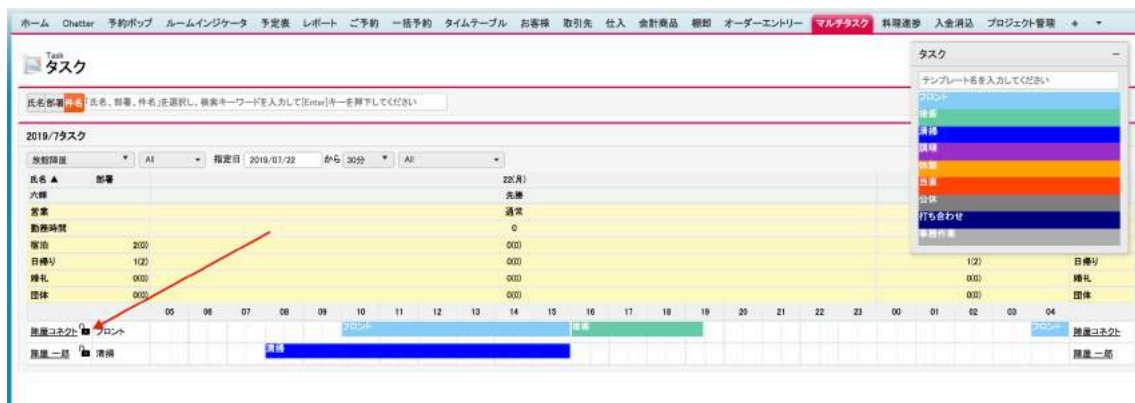 ホーム Chatter 予約ポップ ルームインジケータ 予定表 レポート ご予約 一括予約 タイムテーブル お客様 取引先 仕入 会計商品 棚卸 オーダーエントリー マルチタスク 料理進捗 入金消込 プロジェクト管理 +
Task
タスク
タスク −
テンプレート名を入力してください
フロント
接客
清掃
調理
休憩
当直
公休
打ち合わせ
事務作業
氏名 部署 件名 「氏名、部署、件名」を選択し、検索キーワードを入力して[Enter]キーを押下してください
2019/7タスク
旅館陣屋 All 指定日 2019/07/22 から 30分 All
氏名 ▲ 部署 22(月)
六輝 先勝
営業 通常
勤務時間 0
宿泊 2(0) 0(0)
日帰り 1(2) 0(0) 1(2) 日帰り
婚礼 0(0) 0(0) 0(0) 婚礼
団体 0(0) 0(0) 0(0) 団体
05 06 07 08 09 10 11 12 13 14 15 16 17 18 19 20 21 22 23 00 01 02 03 04
陣屋コネクト フロント フロント 接客 フロント 陣屋コネクト
陣屋 一郎 清掃 清掃 陣屋 一郎